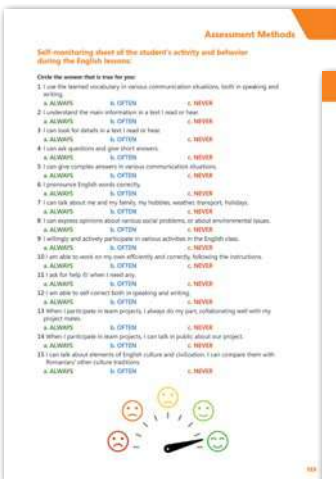 Assessment Methods
Self-monitoring sheet of the student's activity and behavior
during the English lessons:
Circle the answer that is true for you:
1 I use the learned vocabulary in various communication situations, both in speaking and
writing.
a. ALWAYS b. OFTEN c. NEVER
2 I understand the main information in a text I read or hear.
a. ALWAYS b. OFTEN c. NEVER
3 I can look for details in a text I read or hear.
a. ALWAYS b. OFTEN c. NEVER
4 I can ask questions and give short answers.
a. ALWAYS b. OFTEN c. NEVER
5 I can give complex answers in various communication situations.
a. ALWAYS b. OFTEN c. NEVER
6 I pronounce English words correctly.
a. ALWAYS b. OFTEN c. NEVER
7 I can talk about me and my family, my hobbies, weather, transport, holidays.
a. ALWAYS b. OFTEN c. NEVER
8 I can express opinions about various social problems, or about environmental issues.
a. ALWAYS b. OFTEN c. NEVER
9 I willingly and actively participate in various activities in the English class.
a. ALWAYS b. OFTEN c. NEVER
10 I am able to work on my own efficiently and correctly, following the instructions.
a. ALWAYS b. OFTEN c. NEVER
11 I ask for help when I need any.
a. ALWAYS b. OFTEN c. NEVER
12 I am able to self-correct both in speaking and writing.
a. ALWAYS b. OFTEN c. NEVER
13 When I participate in team projects, I always do my part, collaborating well with my
project mates.
a. ALWAYS b. OFTEN c. NEVER
14 When I participate in team projects, I can talk in public about our project.
a. ALWAYS b. OFTEN c. NEVER
15 I can talk about elements of English culture and civilization. I can compare them with
Romanian/ other culture traditions.
a. ALWAYS b. OFTEN c. NEVER